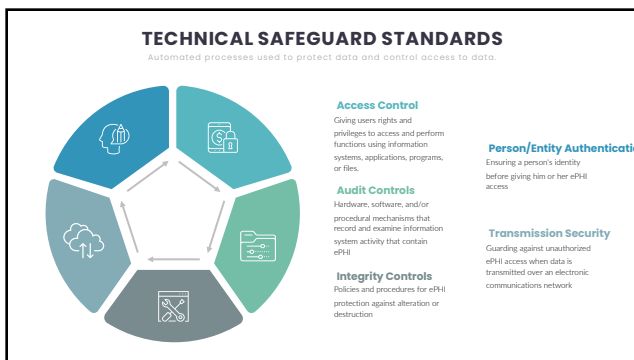 TECHNICAL SAFEGUARD STANDARDS
Automated processes used to protect data and control access to data.
Access Control
Giving users rights and
privileges to access and perform
functions using information
systems, applications, programs,
or files.
Audit Controls
Hardware, software, and/or
procedural mechanisms that
record and examine information
system activity that contain
ePHI
Integrity Controls
Policies and procedures for ePHI
protection against alteration or
destruction
Person/Entity Authenticatio
Ensuring a person's identity
before giving him or her ePHI
access
Transmission Security
Guarding against unauthorized
ePHI access when data is
transmitted over an electronic
communications network